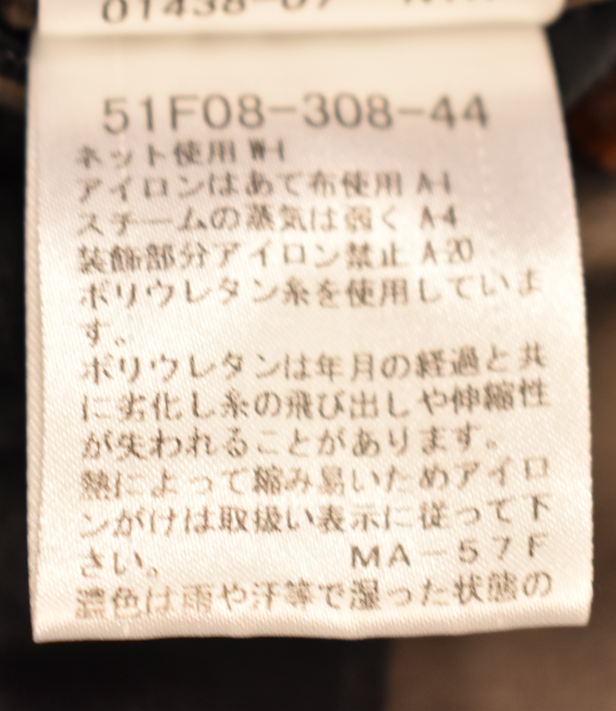 01438-07
51F08-308-44
ネット使用 W-1
アイロンはあて布使用 A-1
スチームの蒸気は弱く A-4
装飾部分アイロン禁止 A-20
ポリウレタン糸を使用していま
す。
ポリウレタンは年月の経過と共
に劣化し糸の飛び出しや伸縮性
が失われることがあります。
熱によって縮み易いためアイロ
ンがけは取扱い表示に従って下
さい。 MA-57F
濃色は雨や汗等で湿った状態の